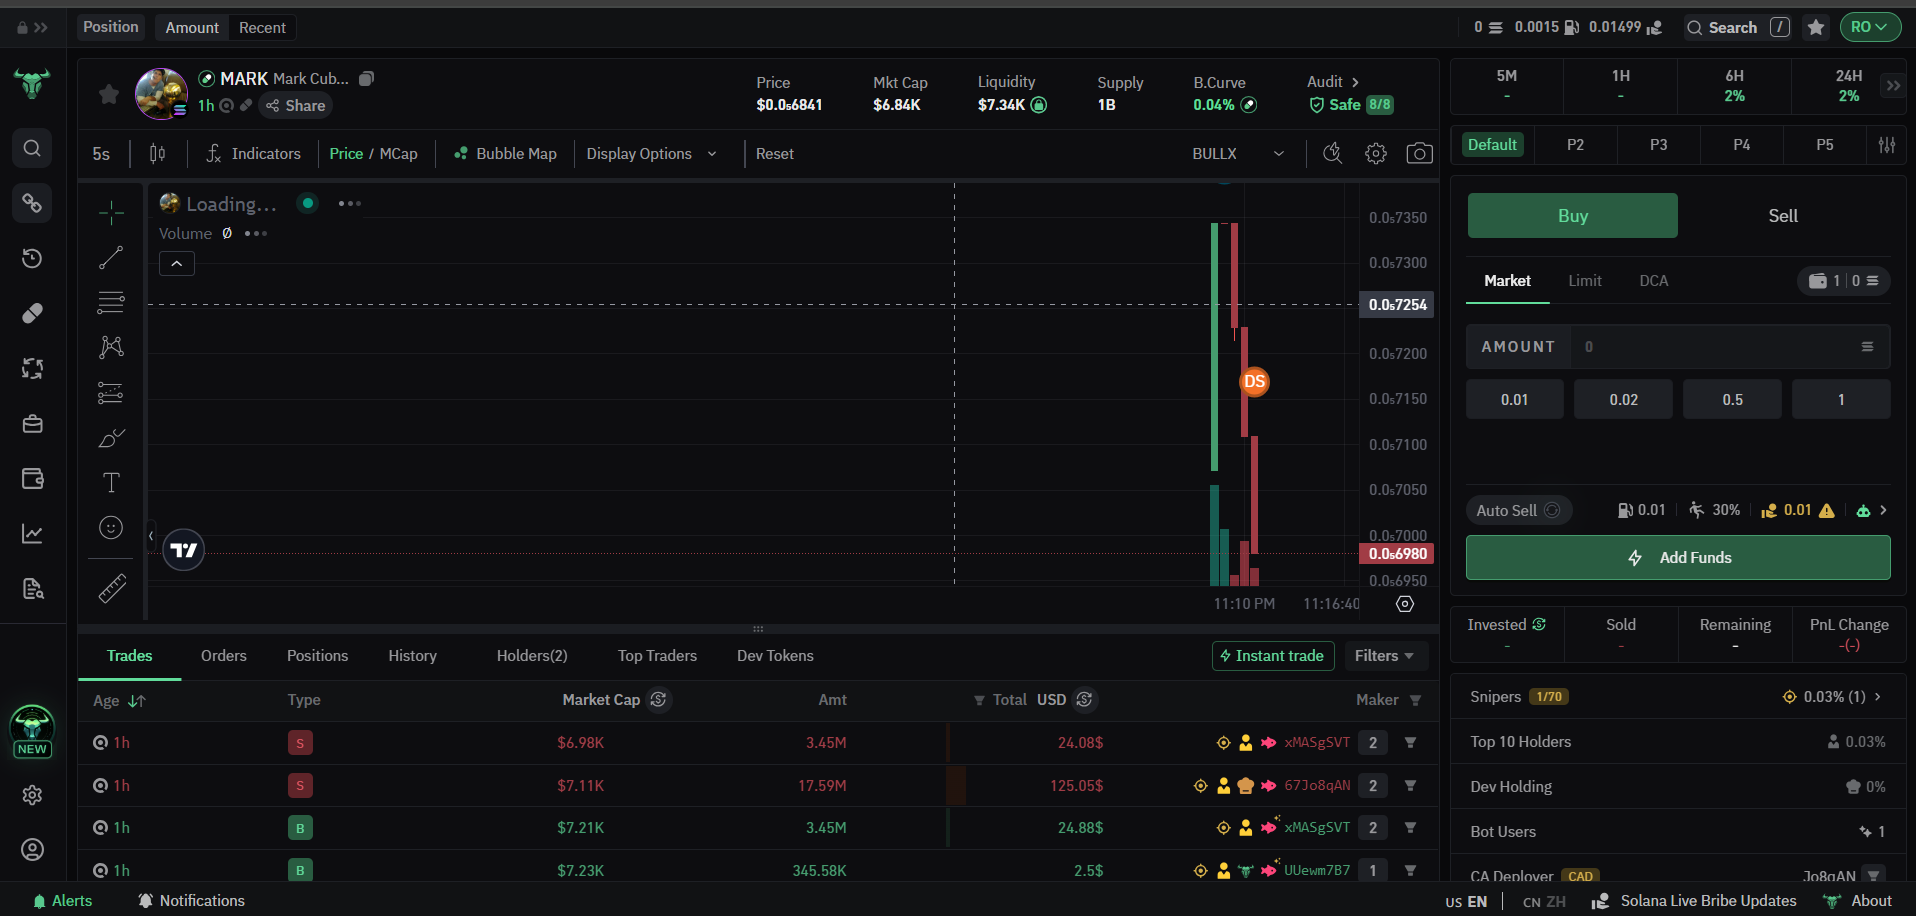 Position Amount Recent
0 0.0015 0.01499 Search / RO
MARK Mark Cub...
1h Share
Price
$0.0₅6841
Mkt Cap
$6.84K
Liquidity
$7.34K
Supply
1B
B.Curve
0.04%
Audit
Safe 8/8
5M
-
1H
-
6H
2%
24H
2%
5s Indicators Price / MCap Bubble Map Display Options Reset BULLX
Default P2 P3 P4 P5
Loading...
Volume Ø
0.0₅7350
0.0₅7300
0.0₅7254
0.0₅7200
0.0₅7150
0.0₅7100
0.0₅7050
0.0₅7000
0.0₅6980
0.0₅6950
DS
11:10 PM 11:16:40
Buy Sell
Market Limit DCA 1 0
AMOUNT 0
0.01 0.02 0.5 1
Auto Sell 0.01 30% 0.01
Add Funds
Invested
-
Sold
-
Remaining
-
PnL Change
-(-)
Trades Orders Positions History Holders(2) Top Traders Dev Tokens Instant trade Filters
Age Type Market Cap Amt Total USD Maker
1h S $6.98K 3.45M 24.08$ xMASgSVT 2
1h S $7.11K 17.59M 125.05$ 67Jo8qAN 2
1h B $7.21K 3.45M 24.88$ xMASgSVT 2
1h B $7.23K 345.58K 2.5$ UUewm7B7 1
Snipers 1/70 0.03% (1)
Top 10 Holders 0.03%
Dev Holding 0%
Bot Users 1
CA Deployer CAD Jo8qAN
NEW
Alerts Notifications
US EN CN ZH Solana Live Bribe Updates About